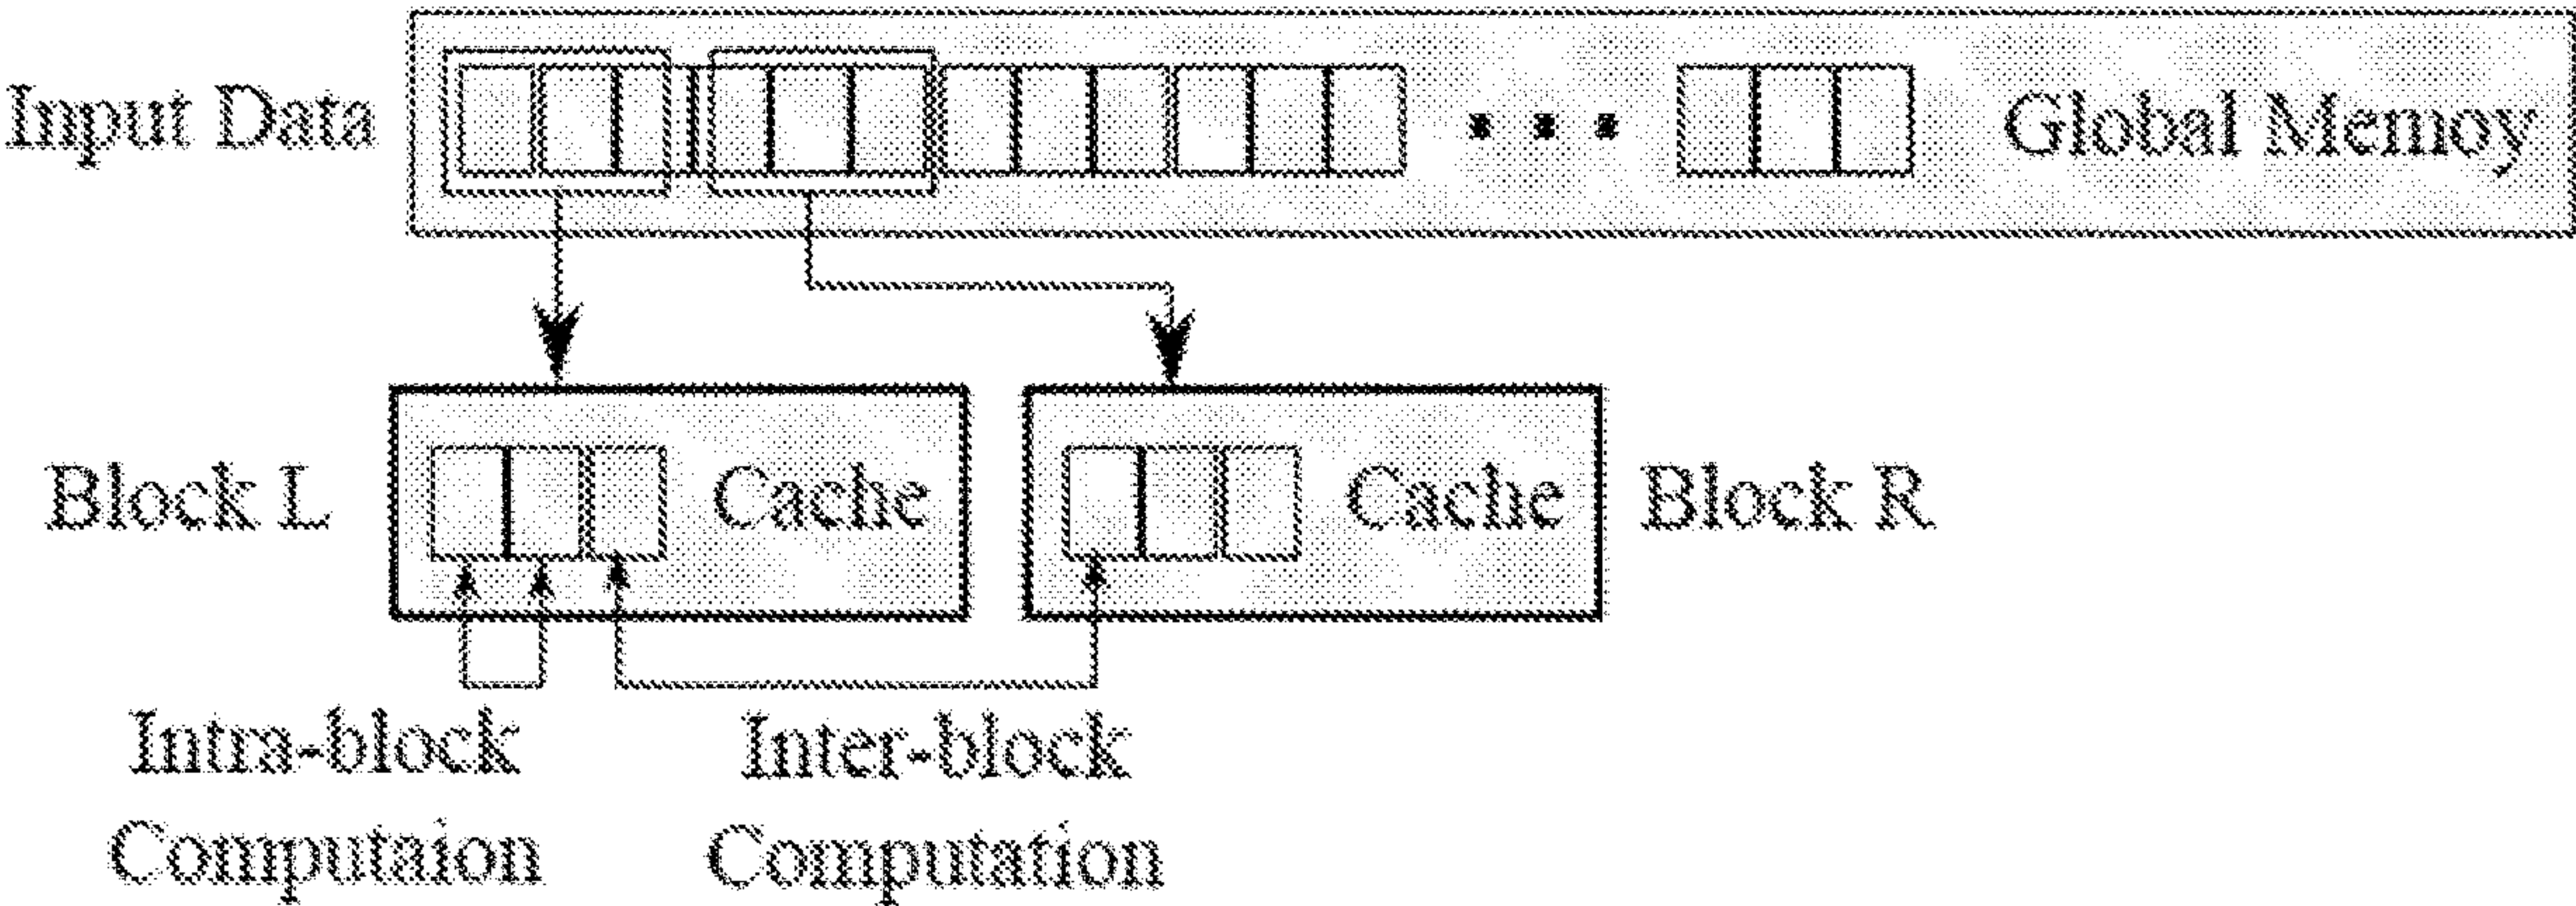 Input Data
Global Memoy
Block L
Cache
Cache
Block R
Intra-block
Computaion
Inter-block
Computation